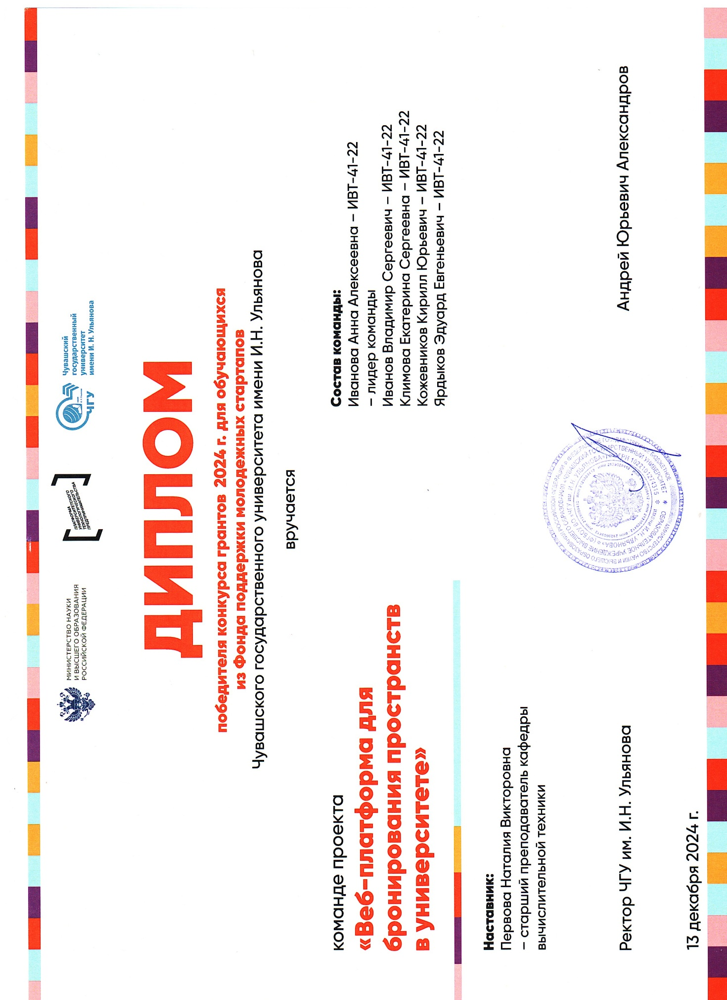 МИНИСТЕРСТВО НАУКИ
И ВЫСШЕГО ОБРАЗОВАНИЯ
РОССИЙСКОЙ ФЕДЕРАЦИИ
ПЛАТФОРМА
УНИВЕРСИТЕТСКОГО
ТЕХНОЛОГИЧЕСКОГО
ПРЕДПРИНИМАТЕЛЬСТВА
ЧГУ
Чувашский
государственный
университет
имени И. Н. Ульянова
ДИПЛОМ
победителя конкурса грантов 2024 г. для обучающихся
из Фонда поддержки молодежных стартапов
Чувашского государственного университета имени И.Н. Ульянова
вручается
команде проекта
«Веб-платформа для
бронирования пространств
в университете»
Состав команды:
Иванова Анна Алексеевна – ИВТ-41-22
– лидер команды
Иванов Владимир Сергеевич – ИВТ-41-22
Климова Екатерина Сергеевна – ИВТ-41-22
Кожевников Кирилл Юрьевич – ИВТ-41-22
Ярдыков Эдуард Евгеньевич – ИВТ-41-22
Наставник:
Первова Наталия Викторовна
– старший преподаватель кафедры
вычислительной техники
Ректор ЧГУ им. И.Н. Ульянова
Андрей Юрьевич Александров
13 декабря 2024 г.